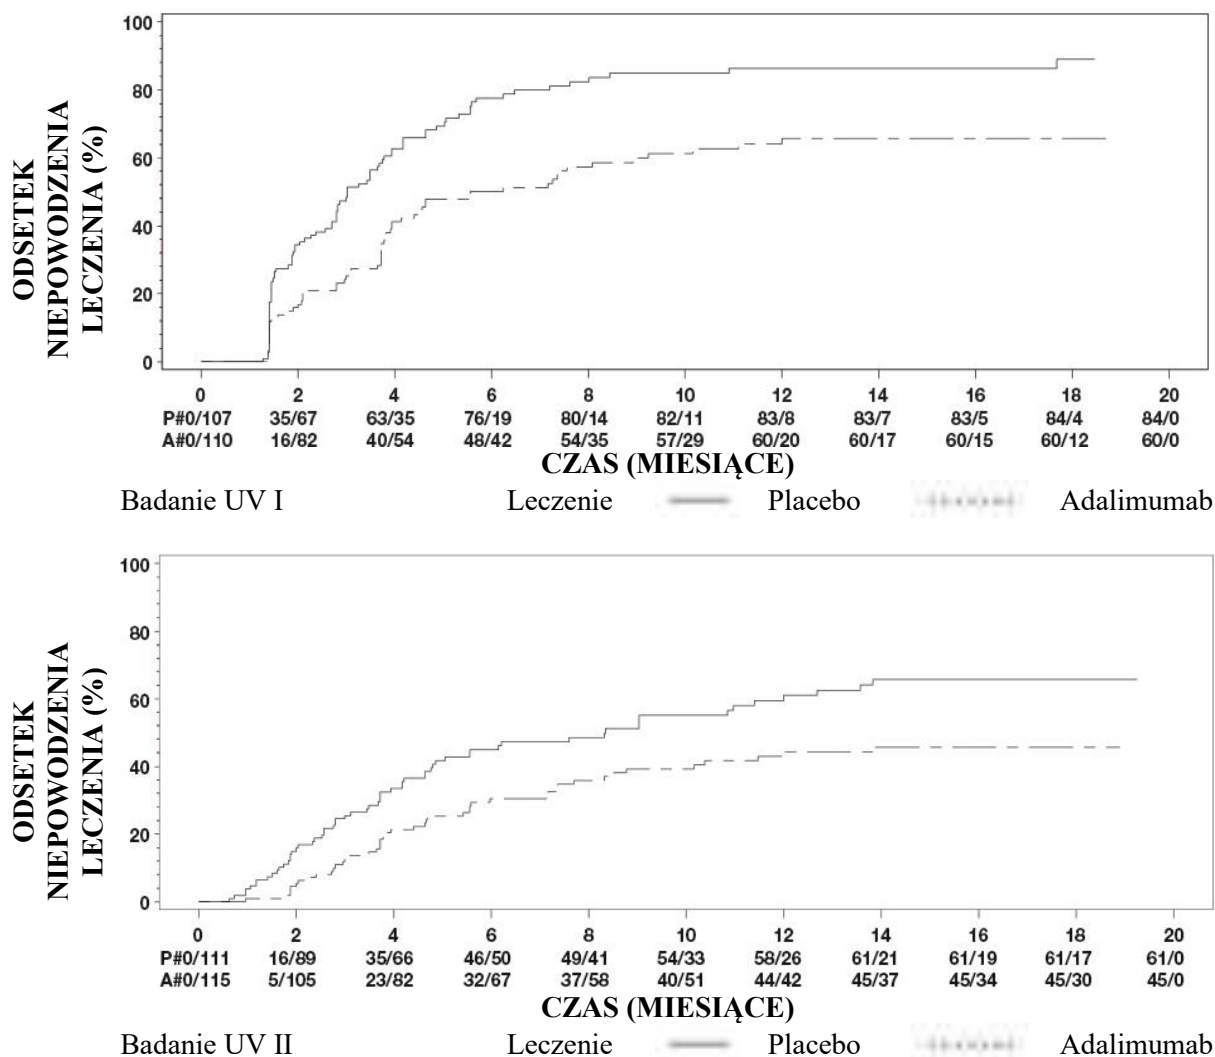 100
80
60
40
20
0
ODSETEK
NIEPOWODZENIA
LECZENIA (%)
0 2 4 6 8 10 12 14 16 18 20
P#0/107 35/67 63/35 76/19 80/14 82/11 83/8 83/7 83/5 84/4 84/0
A#0/110 16/82 40/54 48/42 54/35 57/29 60/20 60/17 60/15 60/12 60/0
CZAS (MIESIĄCE)
Badanie UV I Leczenie Placebo Adalimumab
100
80
60
40
20
0
ODSETEK
NIEPOWODZENIA
LECZENIA (%)
0 2 4 6 8 10 12 14 16 18 20
P#0/111 16/89 35/66 46/50 49/41 54/33 58/26 61/21 61/19 61/17 61/0
A#0/115 5/105 23/82 32/67 37/58 40/51 44/42 45/37 45/34 45/30 45/0
CZAS (MIESIĄCE)
Badanie UV II Leczenie Placebo Adalimumab